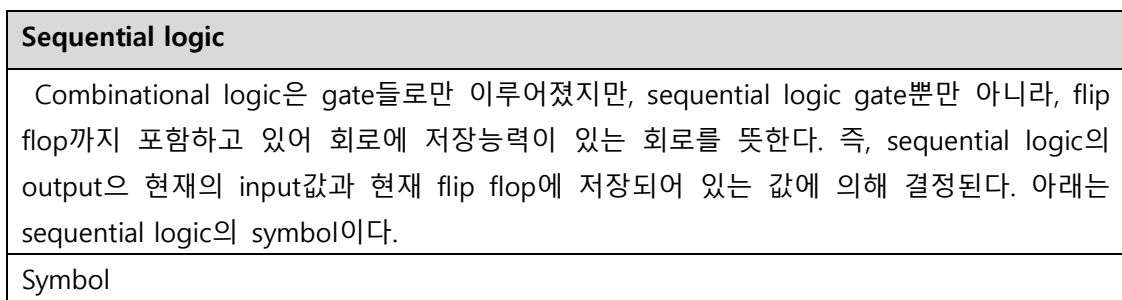 Sequential logic
Combinational logic은 gate들로만 이루어졌지만, sequential logic gate뿐만 아니라, flip
flop까지 포함하고 있어 회로에 저장능력이 있는 회로를 뜻한다. 즉, sequential logic의
output으 현재의 input값과 현재 flip flop에 저장되어 있는 값에 의해 결정된다. 아래는
sequential logic의 symbol이다.
Symbol